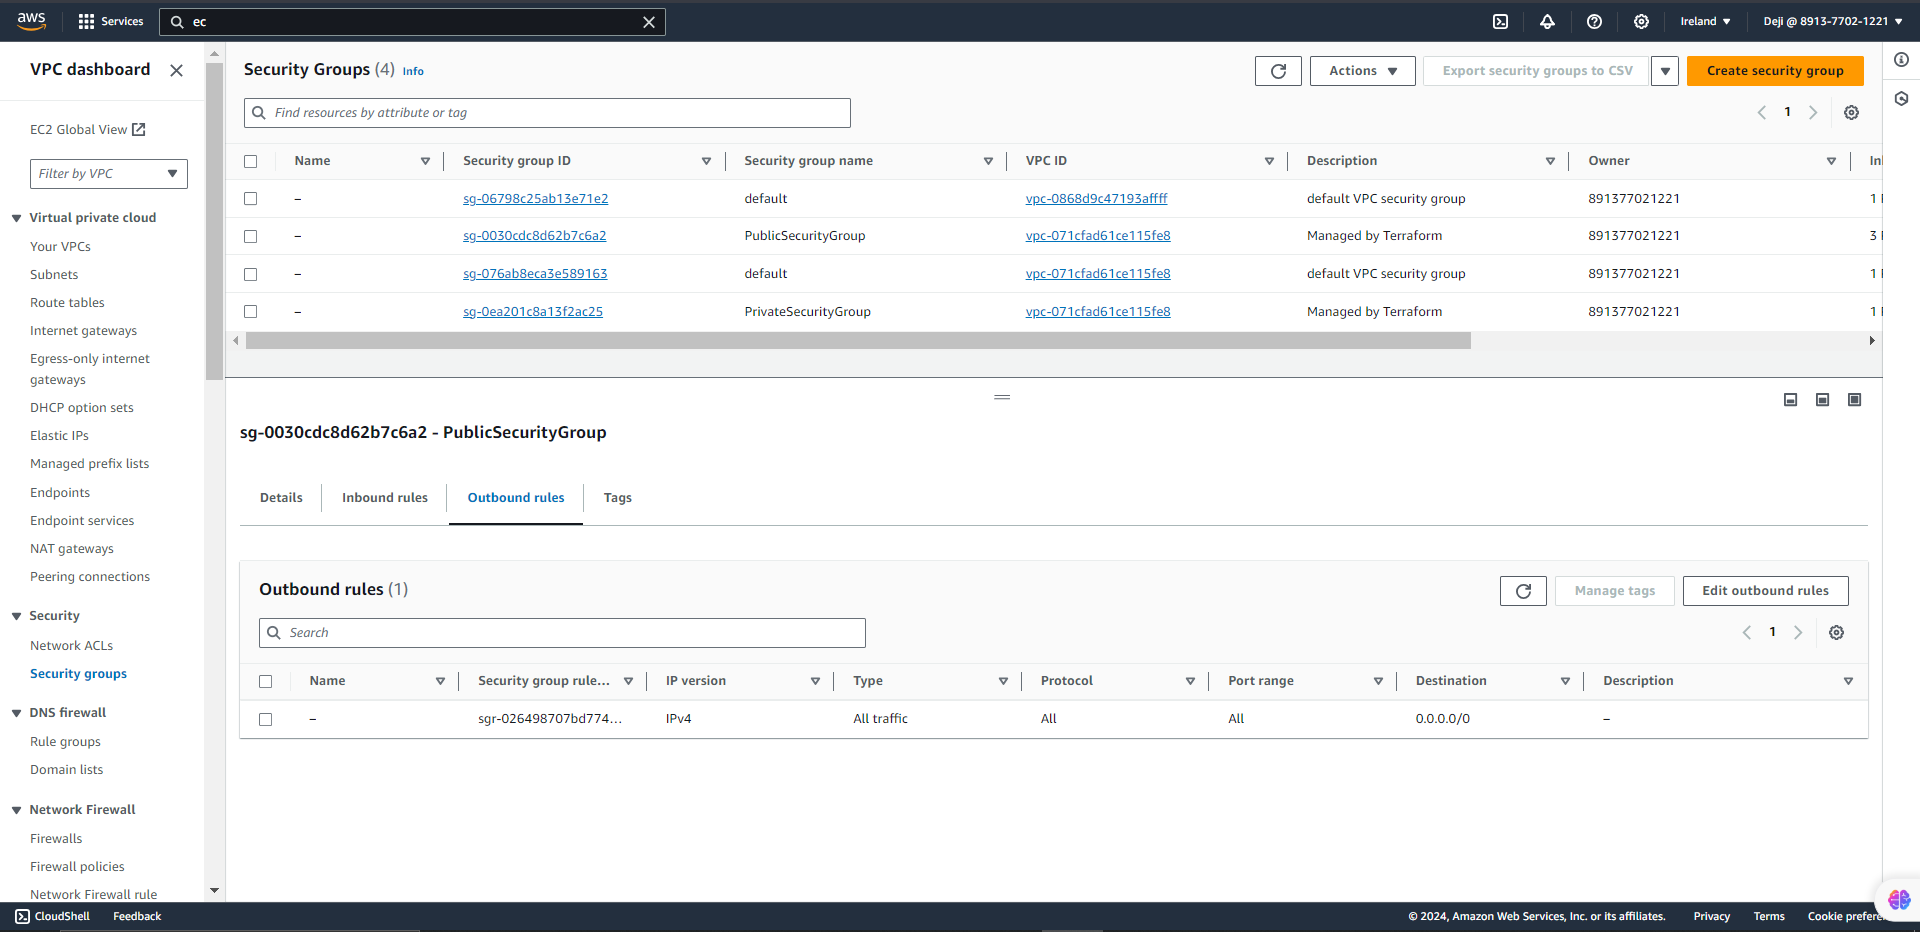 aws
Services
ec
Ireland
Deji @ 8913-7702-1221
VPC dashboard
EC2 Global View
Filter by VPC
Virtual private cloud
Your VPCs
Subnets
Route tables
Internet gateways
Egress-only internet
gateways
DHCP option sets
Elastic IPs
Managed prefix lists
Endpoints
Endpoint services
NAT gateways
Peering connections
Security
Network ACLs
Security groups
DNS firewall
Rule groups
Domain lists
Network Firewall
Firewalls
Firewall policies
Network Firewall rule
Security Groups (4) Info
Actions
Export security groups to CSV
Create security group
Find resources by attribute or tag
1
Name Security group ID Security group name VPC ID Description Owner
– sg-06798c25ab13e71e2 default vpc-0868d9c47193affff default VPC security group 891377021221 1
– sg-0030cdc8d62b7c6a2 PublicSecurityGroup vpc-071cfad61ce115fe8 Managed by Terraform 891377021221 3
– sg-076ab8eca3e589163 default vpc-071cfad61ce115fe8 default VPC security group 891377021221 1
– sg-0ea201c8a13f2ac25 PrivateSecurityGroup vpc-071cfad61ce115fe8 Managed by Terraform 891377021221 1
sg-0030cdc8d62b7c6a2 - PublicSecurityGroup
Details Inbound rules Outbound rules Tags
Outbound rules (1)
Manage tags
Edit outbound rules
Search
1
Name Security group rule... IP version Type Protocol Port range Destination Description
– sgr-026498707bd774... IPv4 All traffic All All 0.0.0.0/0 –
CloudShell Feedback
© 2024, Amazon Web Services, Inc. or its affiliates. Privacy Terms Cookie